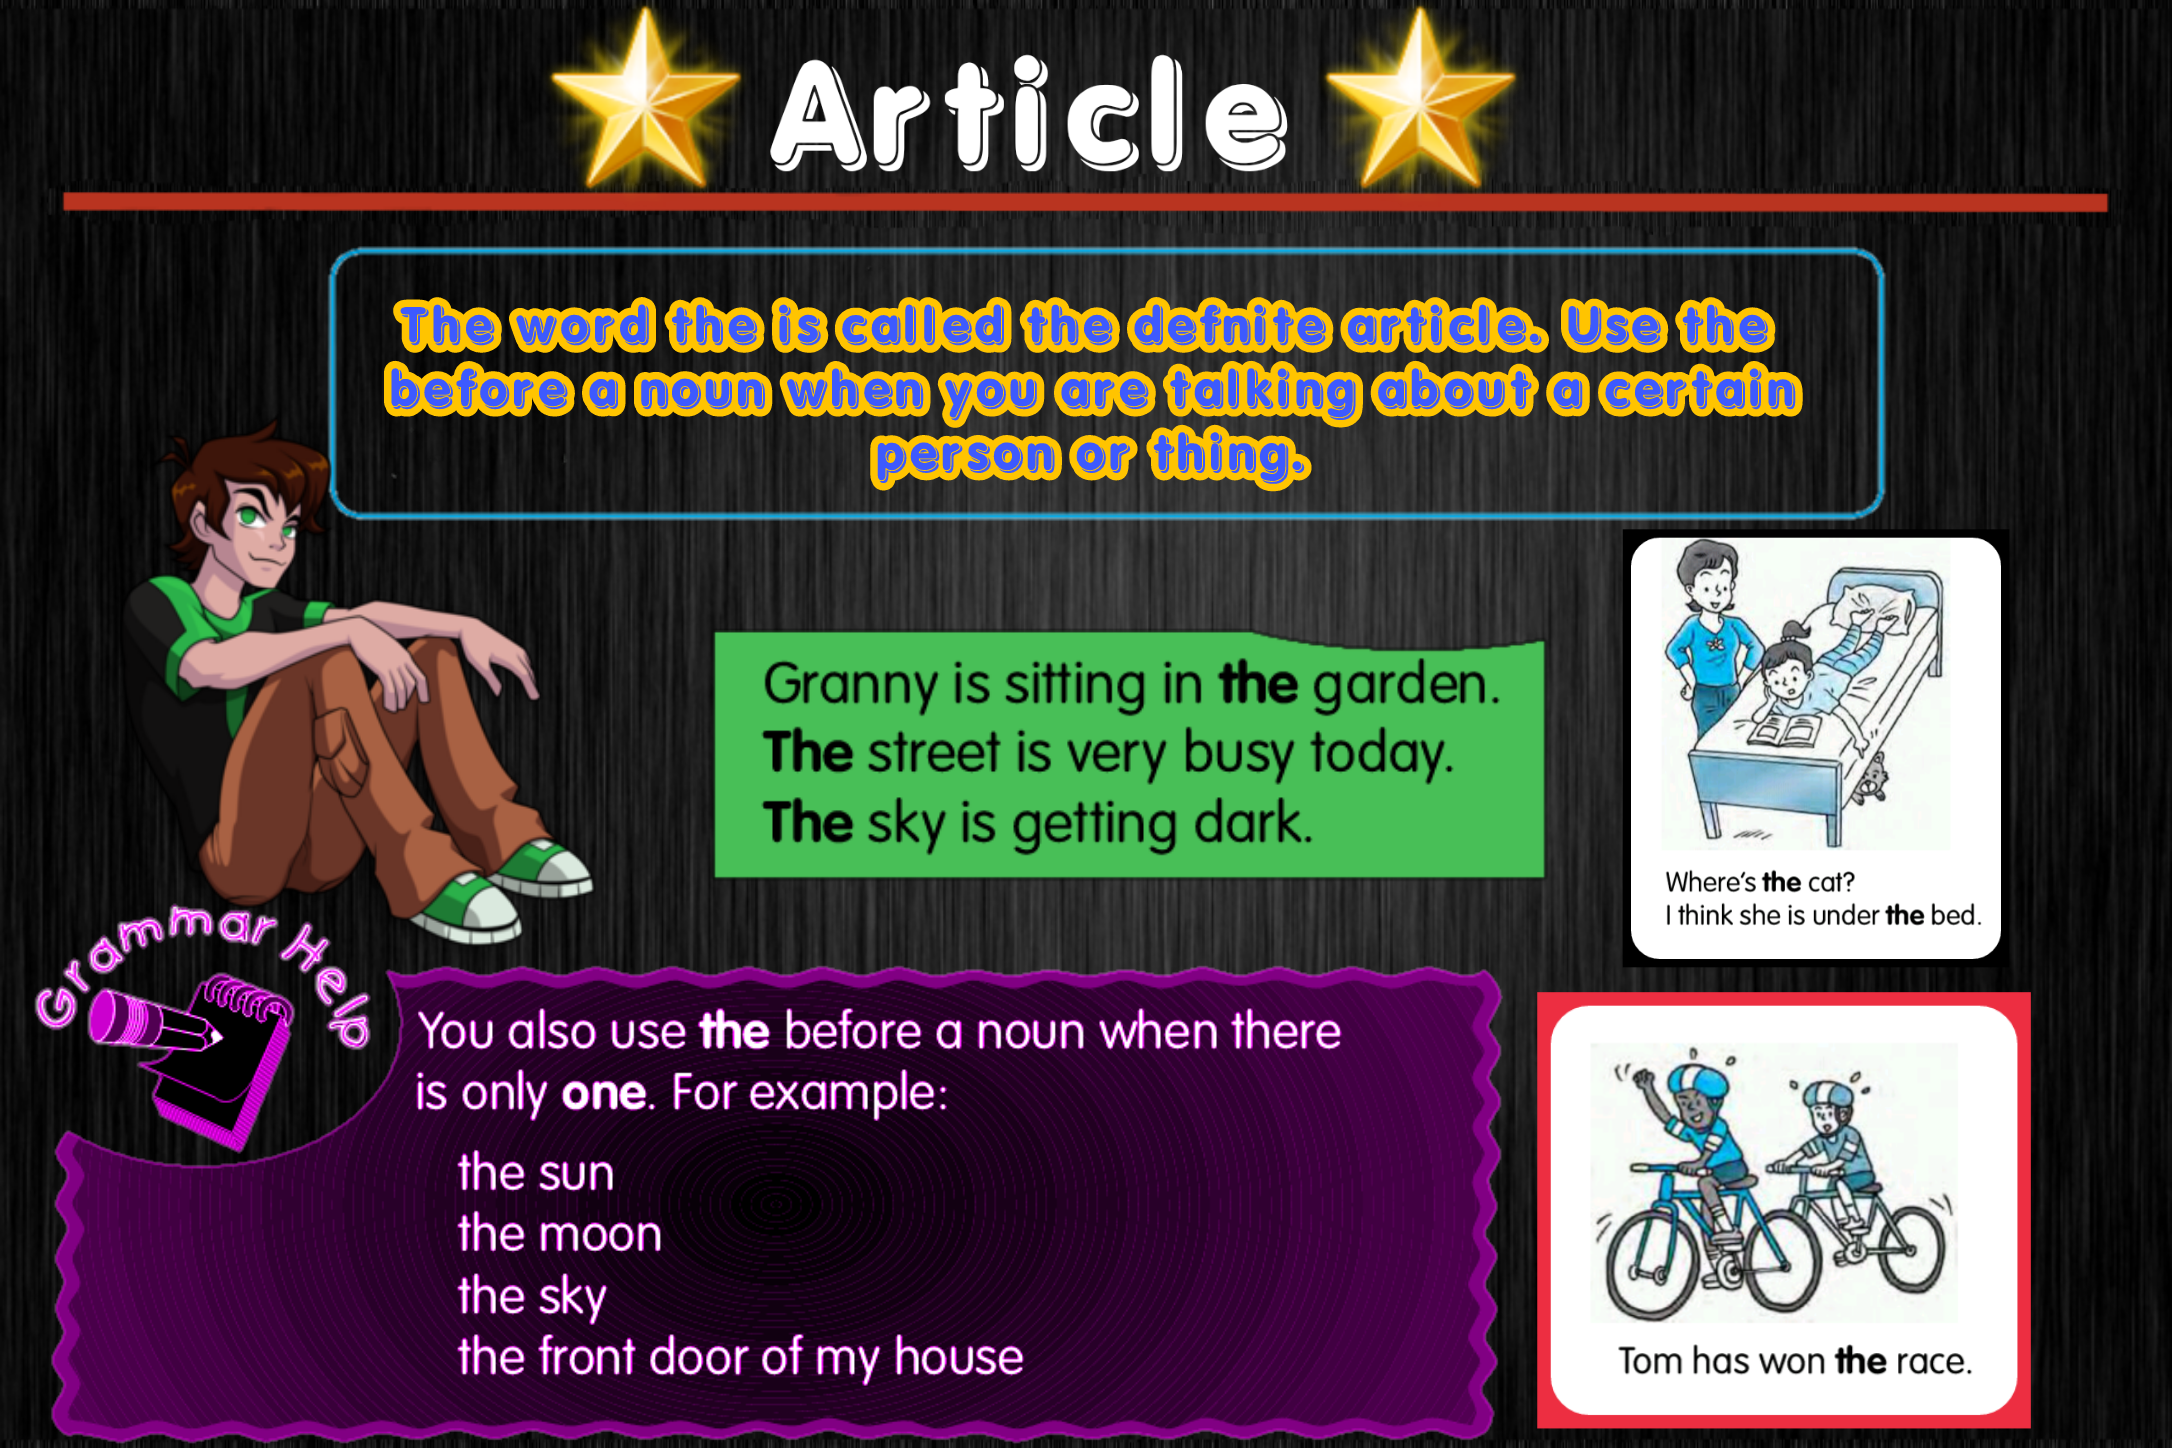 Article
The word the is called the defnite article. Use the
before a noun when you are talking about a certain
person or thing.
Granny is sitting in the garden.
The street is very busy today.
The sky is getting dark.
Where's the cat?
I think she is under the bed.
Grammar Help
You also use the before a noun when there
is only one. For example:
the sun
the moon
the sky
the front door of my house
Tom has won the race.